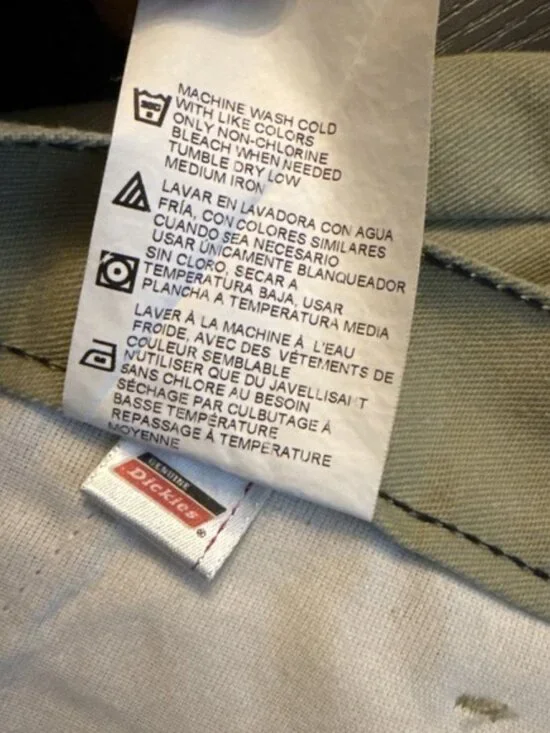 30C
MACHINE WASH COLD
WITH LIKE COLORS
ONLY NON-CHLORINE
BLEACH WHEN NEEDED
TUMBLE DRY LOW
MEDIUM IRON
LAVAR EN LAVADORA CON AGUA
FRÍA, CON COLORES SIMILARES
CUANDO SEA NECESARIO
USAR ÚNICAMENTE BLANQUEADOR
SIN CLORO, SECAR A
TEMPERATURA BAJA, USAR
PLANCHA A TEMPERATURA MEDIA
LAVER À LA MACHINE À L'EAU
FROIDE, AVEC DES VÊTEMENTS DE
COULEUR SEMBLABLE
N'UTILISER QUE DU JAVELLISANT
SANS CHLORE AU BESOIN
SÉCHAGE PAR CULBUTAGE À
BASSE TEMPÉRATURE
REPASSAGE À TEMPÉRATURE
MOYENNE
GENUINE
Dickies®